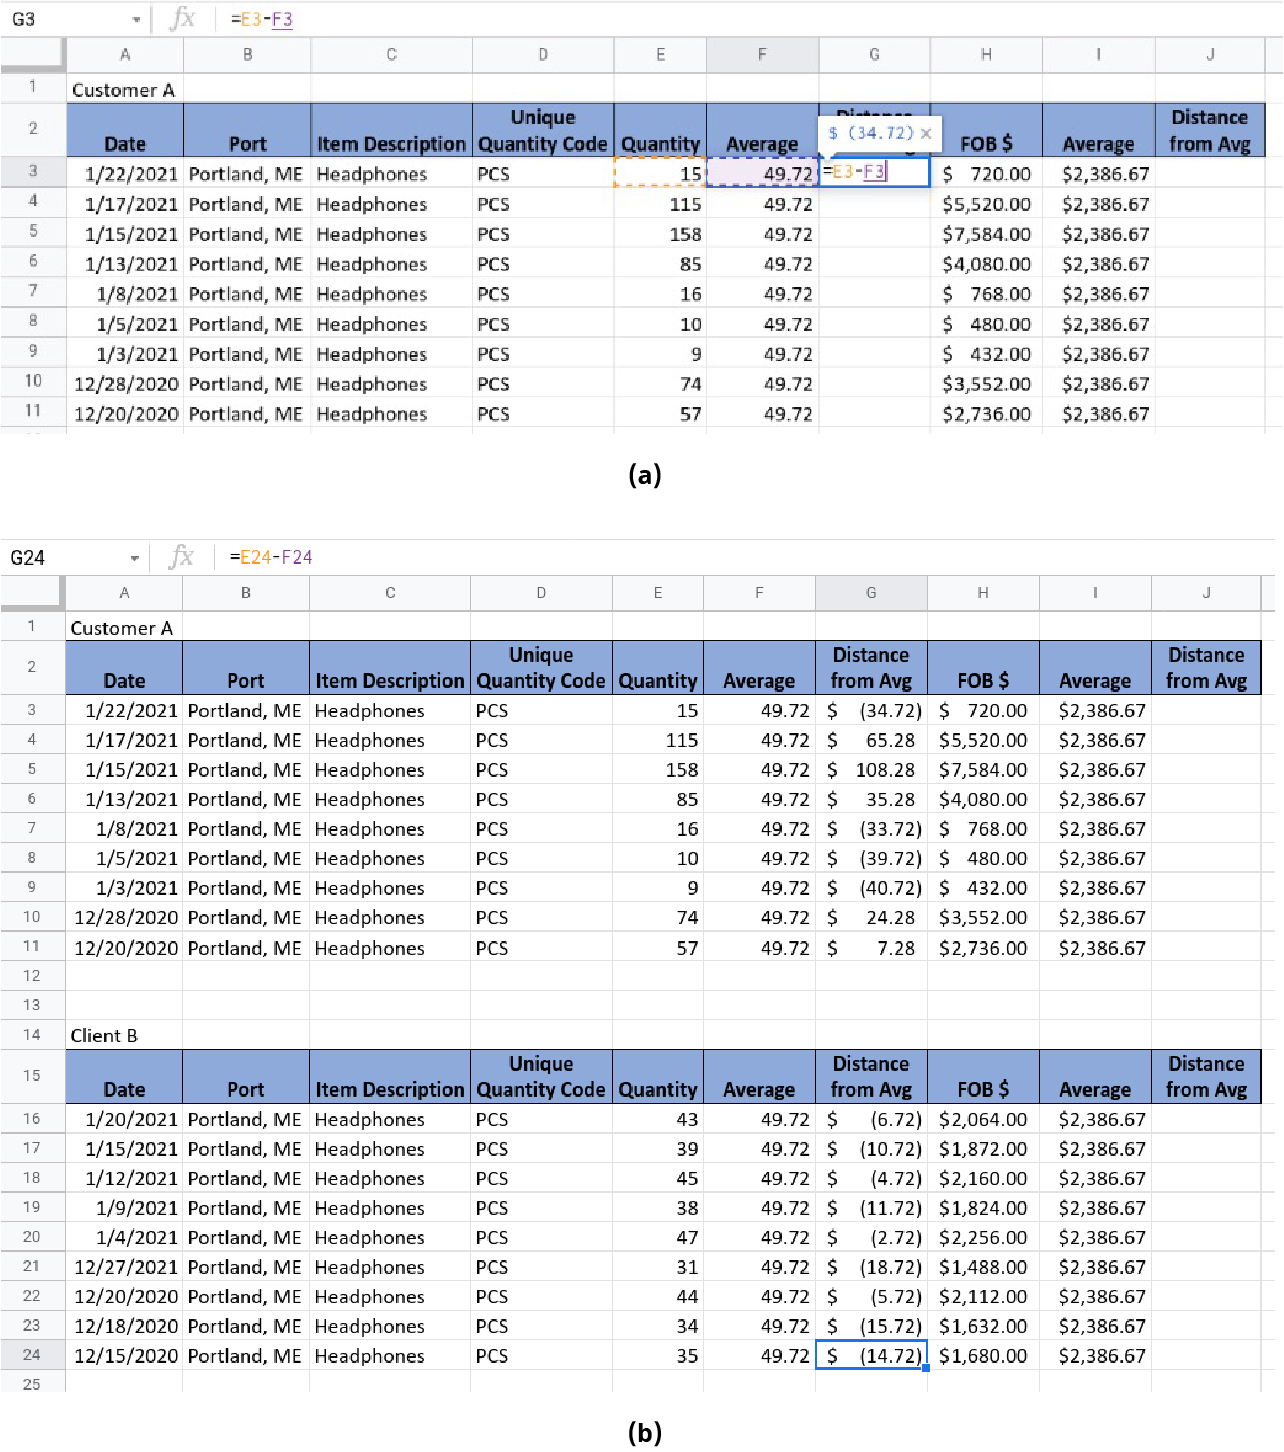 G3 fx =E3-F3
A B C D E F G H I J
1 Customer A
2 Date Port Item Description Unique Quantity Code Quantity Average Distance $ (34.72) × FOB $ Average Distance from Avg
3 1/22/2021 Portland, ME Headphones PCS 15 49.72 =E3-F3 $ 720.00 $2,386.67
4 1/17/2021 Portland, ME Headphones PCS 115 49.72 $5,520.00 $2,386.67
5 1/15/2021 Portland, ME Headphones PCS 158 49.72 $7,584.00 $2,386.67
6 1/13/2021 Portland, ME Headphones PCS 85 49.72 $4,080.00 $2,386.67
7 1/8/2021 Portland, ME Headphones PCS 16 49.72 $ 768.00 $2,386.67
8 1/5/2021 Portland, ME Headphones PCS 10 49.72 $ 480.00 $2,386.67
9 1/3/2021 Portland, ME Headphones PCS 9 49.72 $ 432.00 $2,386.67
10 12/28/2020 Portland, ME Headphones PCS 74 49.72 $3,552.00 $2,386.67
11 12/20/2020 Portland, ME Headphones PCS 57 49.72 $2,736.00 $2,386.67
(a)
G24 fx =E24-F24
A B C D E F G H I J
1 Customer A
2 Date Port Item Description Unique Quantity Code Quantity Average Distance from Avg FOB $ Average Distance from Avg
3 1/22/2021 Portland, ME Headphones PCS 15 49.72 $ (34.72) $ 720.00 $2,386.67
4 1/17/2021 Portland, ME Headphones PCS 115 49.72 $ 65.28 $5,520.00 $2,386.67
5 1/15/2021 Portland, ME Headphones PCS 158 49.72 $ 108.28 $7,584.00 $2,386.67
6 1/13/2021 Portland, ME Headphones PCS 85 49.72 $ 35.28 $4,080.00 $2,386.67
7 1/8/2021 Portland, ME Headphones PCS 16 49.72 $ (33.72) $ 768.00 $2,386.67
8 1/5/2021 Portland, ME Headphones PCS 10 49.72 $ (39.72) $ 480.00 $2,386.67
9 1/3/2021 Portland, ME Headphones PCS 9 49.72 $ (40.72) $ 432.00 $2,386.67
10 12/28/2020 Portland, ME Headphones PCS 74 49.72 $ 24.28 $3,552.00 $2,386.67
11 12/20/2020 Portland, ME Headphones PCS 57 49.72 $ 7.28 $2,736.00 $2,386.67
12
13
14 Client B
15 Date Port Item Description Unique Quantity Code Quantity Average Distance from Avg FOB $ Average Distance from Avg
16 1/20/2021 Portland, ME Headphones PCS 43 49.72 $ (6.72) $2,064.00 $2,386.67
17 1/15/2021 Portland, ME Headphones PCS 39 49.72 $ (10.72) $1,872.00 $2,386.67
18 1/12/2021 Portland, ME Headphones PCS 45 49.72 $ (4.72) $2,160.00 $2,386.67
19 1/9/2021 Portland, ME Headphones PCS 38 49.72 $ (11.72) $1,824.00 $2,386.67
20 1/4/2021 Portland, ME Headphones PCS 47 49.72 $ (2.72) $2,256.00 $2,386.67
21 12/27/2021 Portland, ME Headphones PCS 31 49.72 $ (18.72) $1,488.00 $2,386.67
22 12/20/2020 Portland, ME Headphones PCS 44 49.72 $ (5.72) $2,112.00 $2,386.67
23 12/18/2020 Portland, ME Headphones PCS 34 49.72 $ (15.72) $1,632.00 $2,386.67
24 12/15/2020 Portland, ME Headphones PCS 35 49.72 $ (14.72) $1,680.00 $2,386.67
25
(b)